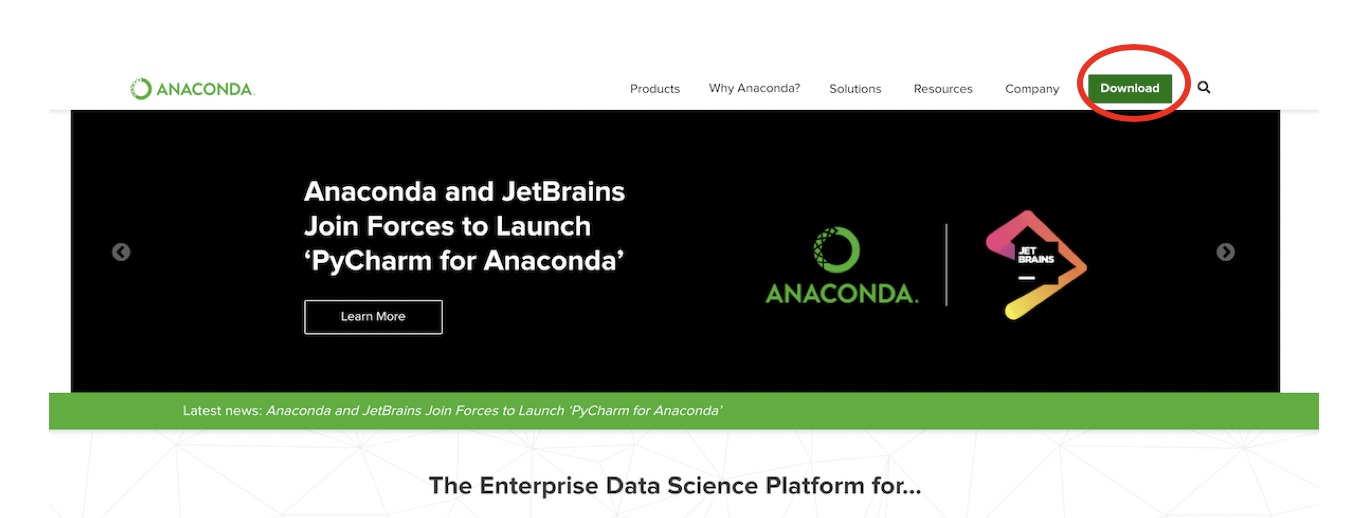 ANACONDA.
Products Why Anaconda? Solutions Resources Company Download
Anaconda and JetBrains
Join Forces to Launch
‘PyCharm for Anaconda’
Learn More
ANACONDA.
JET
BRAINS
Latest news: Anaconda and JetBrains Join Forces to Launch ‘PyCharm for Anaconda’
The Enterprise Data Science Platform for...